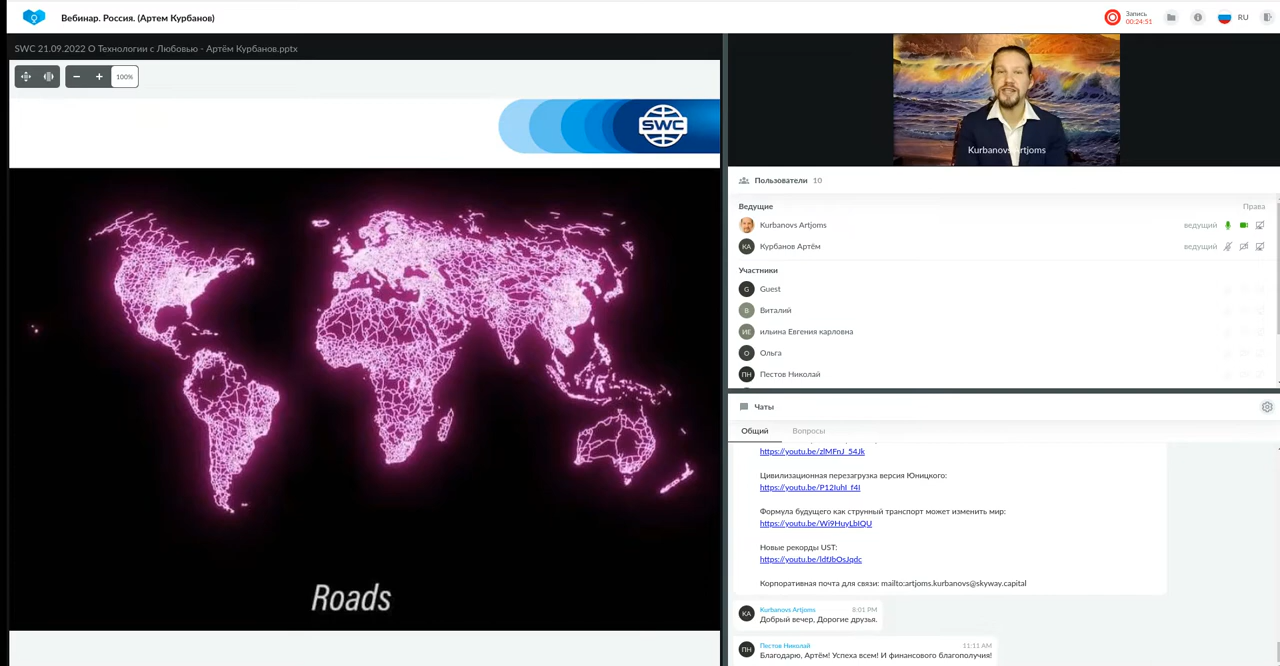 Вебинар. Россия. (Артем Курбанов)
Запись
00:24:51
RU
SWC 21.09.2022 О Технологии с Любовью - Артём Курбанов.pptx
100%
SWC
Roads
Kurbanovs Artjoms
Пользователи 10
Ведущие
Права
Kurbanovs Artjoms
ведущий
КА
Курбанов Артём
ведущий
Участники
G
Guest
В
Виталий
ИЕ
ильина Евгения карловна
О
Ольга
ПН
Пестов Николай
Чаты
Общий
Вопросы
https://youtu.be/zlMFnJ_54Jk
Цивилизационная перезагрузка версия Юницкого:
https://youtu.be/P12IuhI_f4I
Формула будущего как струнный транспорт может изменить мир:
https://youtu.be/Wi9HuyLbIQU
Новые рекорды UST:
https://youtu.be/ldfJbOsJqdc
Корпоративная почта для связи: mailto:artjoms.kurbanovs@skyway.capital
KA
Kurbanovs Artjoms 8:01 PM
Добрый вечер, Дорогие друзья.
ПН
Пестов Николай 11:11 AM
Благодарю, Артём! Успеха всем! И финансового благополучия!